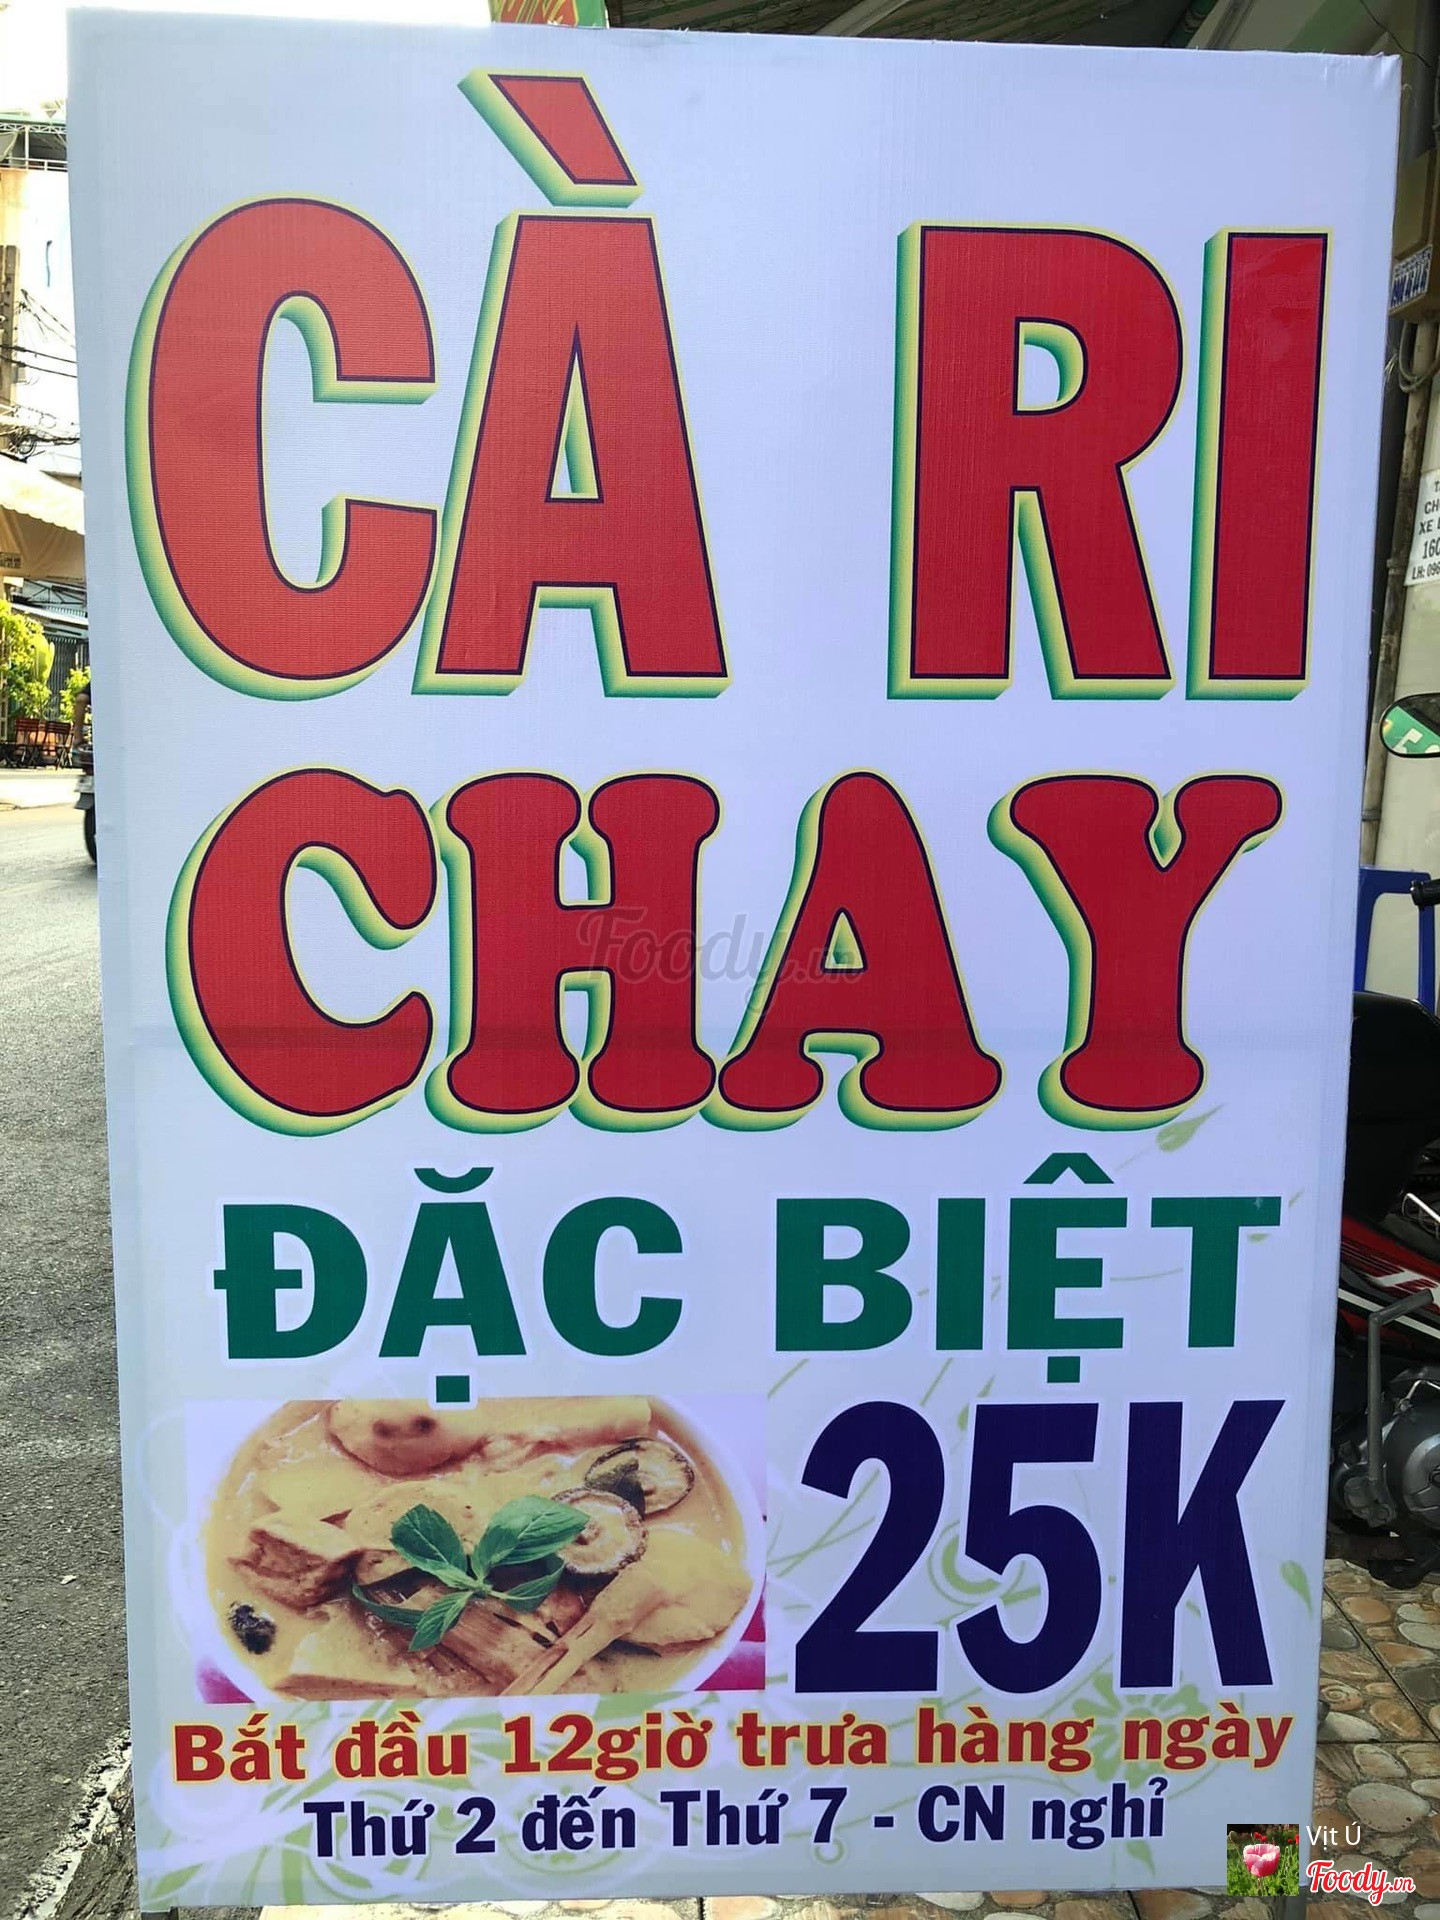 CÀ RI
CHAY
Foody.vn
ĐẶC BIỆT
25K
Bắt đầu 12giờ trưa hàng ngày
Thứ 2 đến Thứ 7 - CN nghỉ
Vịt Ú
Foody.vn